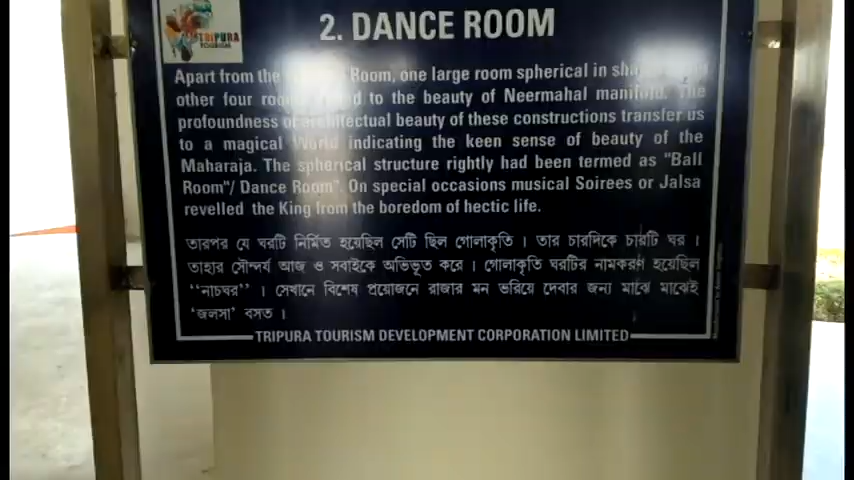 TRIPURA
TOURISM
2. DANCE ROOM
Apart from the Room, one large room spherical in
other four to the beauty of Neermahal manifold. The
profoundness of architectual beauty of these constructions transfer us
to a magical World indicating the keen sense of beauty of the
Maharaja. The spherical structure rightly had been termed as "Ball
Room"/ DANCE Room". On special occasions musical Soirees or Jalsa
revelled the King from the boredom of hectic life.
তারপর যে ঘরটি নির্মিত হয়েছিল সেটি ছিল গোলাকৃতি । তার চারদিকে চারটি ঘর ।
তাহার সৌন্দর্য আজ ও সবাইকে অভিভূত করে । গোলাকৃতি ঘরটির নামকরণ হয়েছিল
‘‘নাচঘর’’ । সেখানে বিশেষ প্রয়োজনে রাজার মন ভরিয়ে দেবার জন্য মাঝে মাঝেই
‘জলসা’ বসত ।
TRIPURA TOURISM DEVELOPMENT CORPORATION LIMITED